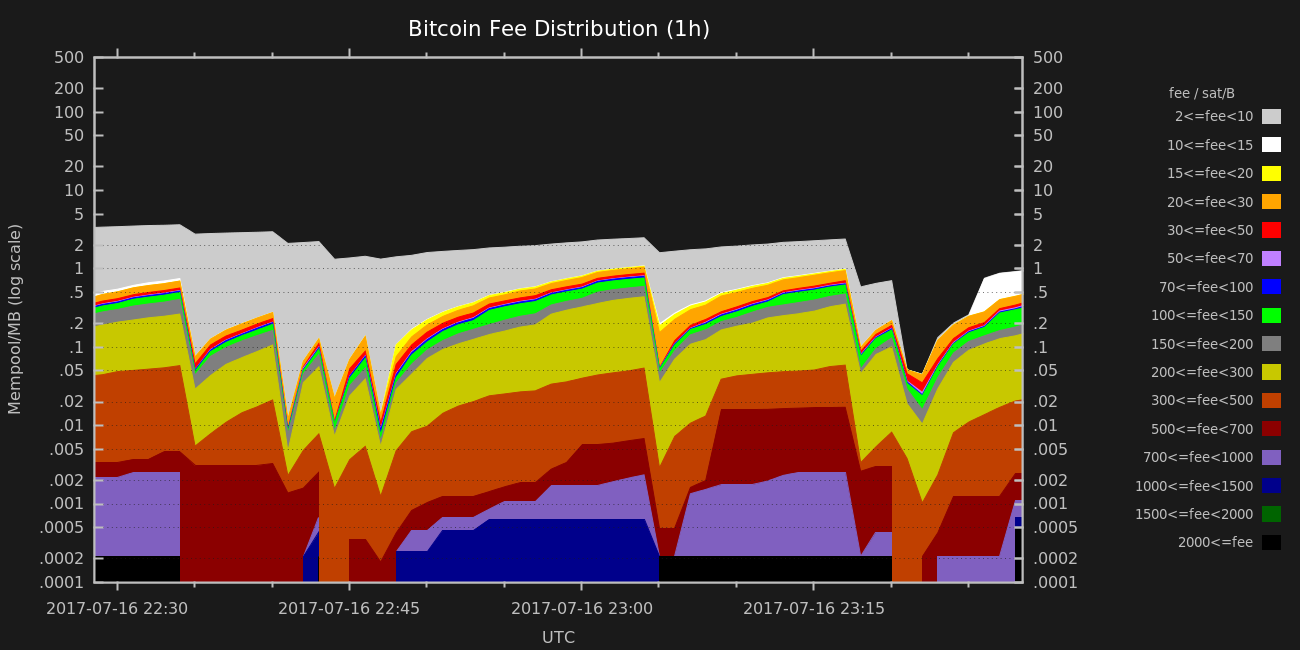 Bitcoin Fee Distribution (1h)
500 500
200 200
100 100
50 50
20 20
10 10
5 5
2 2
1 1
.5 .5
.2 .2
.1 .1
.05 .05
.02 .02
.01 .01
.005 .005
.002 .002
.001 .001
.0005 .0005
.0002 .0002
.0001 .0001
Mempool/MB (log scale)
2017-07-16 22:30 2017-07-16 22:45 2017-07-16 23:00 2017-07-16 23:15
UTC
fee / sat/B
2<=fee<10
10<=fee<15
15<=fee<20
20<=fee<30
30<=fee<50
50<=fee<70
70<=fee<100
100<=fee<150
150<=fee<200
200<=fee<300
300<=fee<500
500<=fee<700
700<=fee<1000
1000<=fee<1500
1500<=fee<2000
2000<=fee